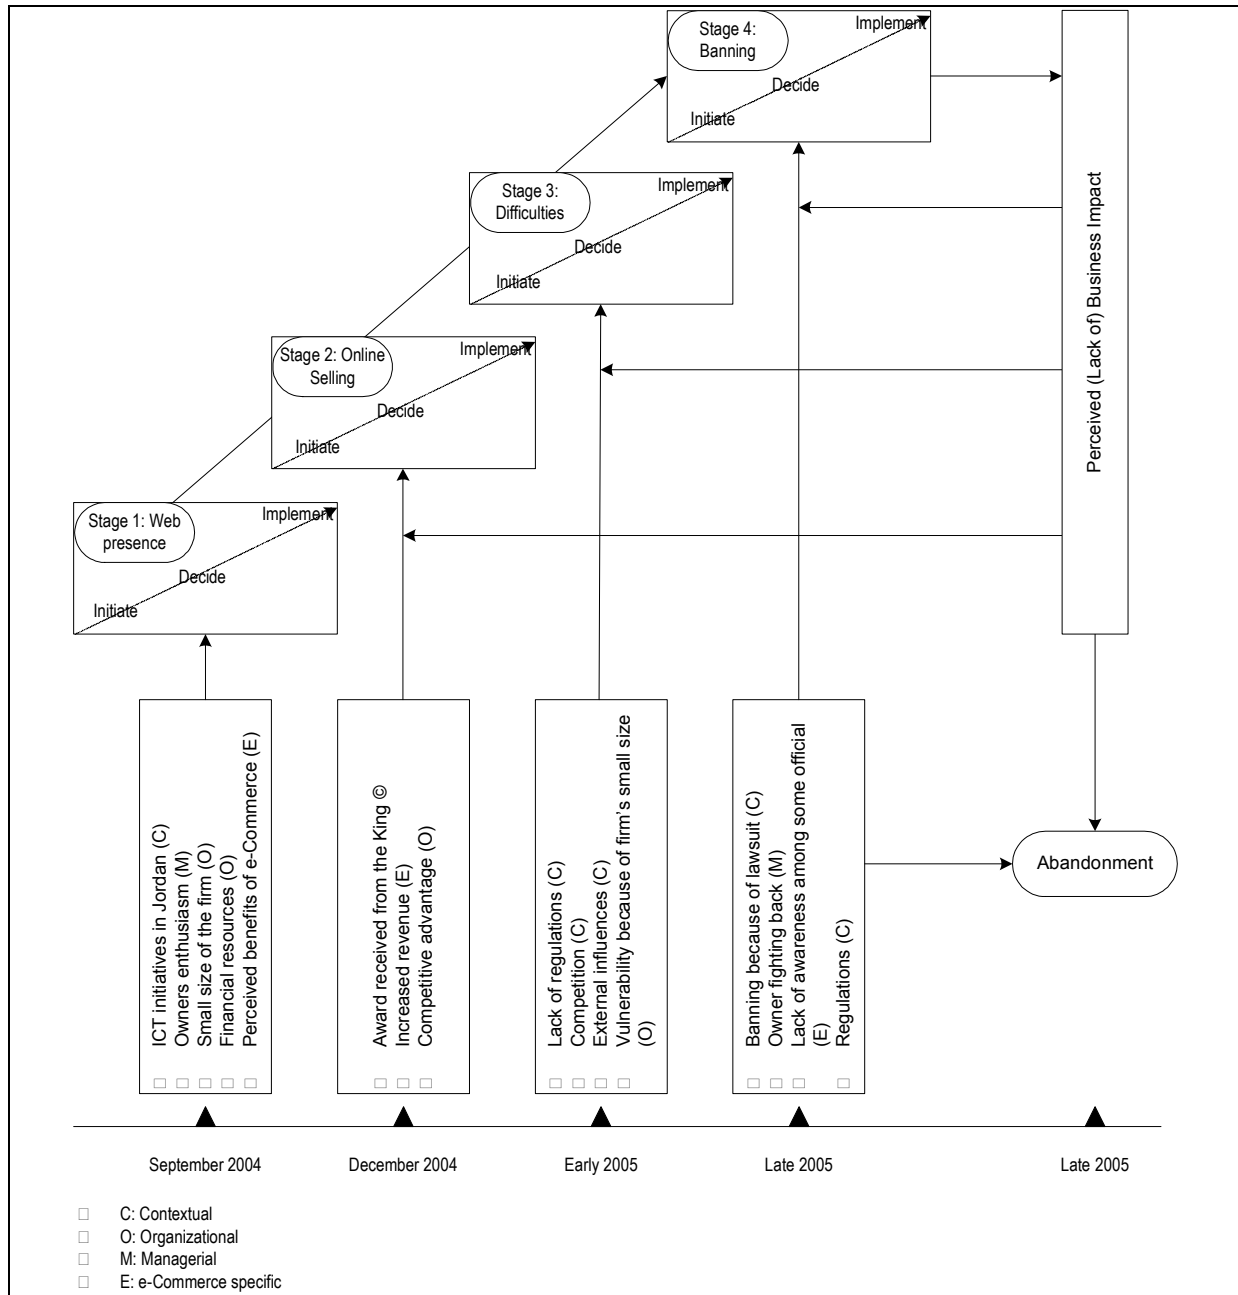 Stage 4:
Banning
Implement
Decide
Initiate
Stage 3:
Difficulties
Implement
Decide
Initiate
Stage 2: Online
Selling
Implement
Decide
Initiate
Stage 1: Web
presence
Implement
Decide
Initiate
Perceived (Lack of) Business Impact
ICT initiatives in Jordan (C)
Owners enthusiasm (M)
Small size of the firm (O)
Financial resources (O)
Perceived benefits of e-Commerce (E)
Award received from the King ©
Increased revenue (E)
Competitive advantage (O)
Lack of regulations (C)
Competition (C)
External influences (C)
Vulnerability because of firm's small size
(O)
Banning because of lawsuit (C)
Owner fighting back (M)
Lack of awareness among some official
(E)
Regulations (C)
Abandonment
September 2004
December 2004
Early 2005
Late 2005
Late 2005
C: Contextual
O: Organizational
M: Managerial
E: e-Commerce specific